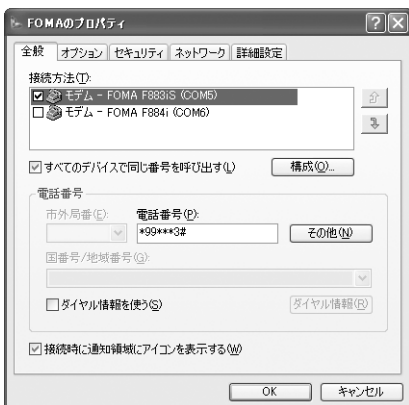 FOMAのプロパティ
全般 オプション セキュリティ ネットワーク 詳細設定
接続方法(T):
モデム - FOMA F883iS (COM5)
モデム - FOMA F884i (COM6)
すべてのデバイスで同じ番号を呼び出す(L) 構成(O)...
電話番号
市外局番(E): 電話番号(P):
*99***3# その他(N)
国番号/地域番号(G):
ダイヤル情報を使う(S) ダイヤル情報(R)
接続時に通知領域にアイコンを表示する(W)
OK キャンセル